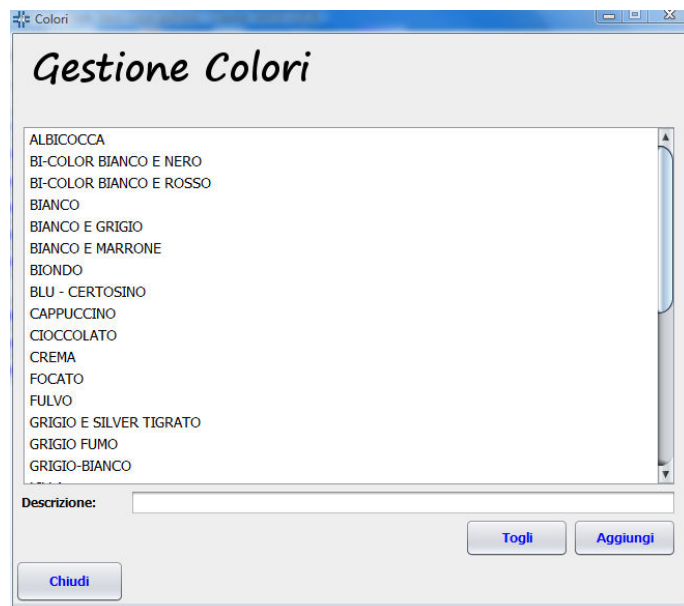 Colori
Gestione Colori
ALBICOCCA
BI-COLOR BIANCO E NERO
BI-COLOR BIANCO E ROSSO
BIANCO
BIANCO E GRIGIO
BIANCO E MARRONE
BIONDO
BLU - CERTOSINO
CAPPUCCINO
CIOCCOLATO
CREMA
FOCATO
FULVO
GRIGIO E SILVER TIGRATO
GRIGIO FUMO
GRIGIO-BIANCO
Descrizione:
Togli Aggiungi
Chiudi